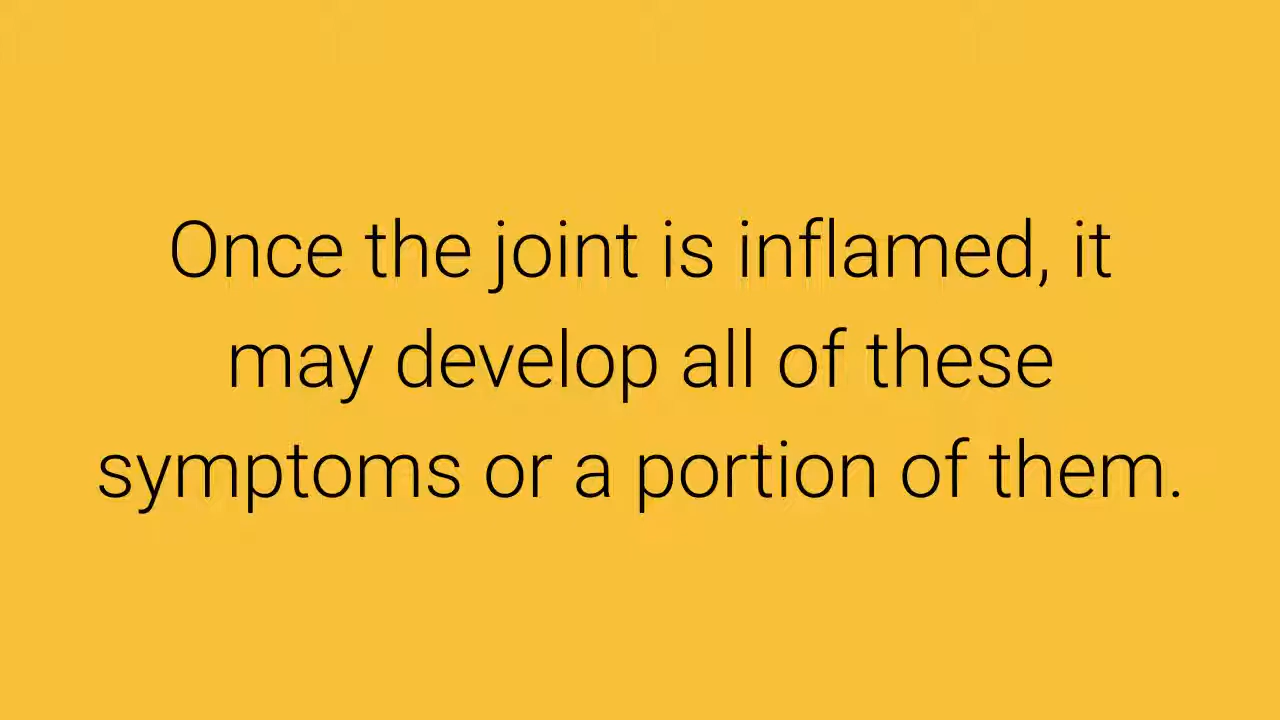 Once the joint is inflamed, it
may develop all of these
symptoms or a portion of them.